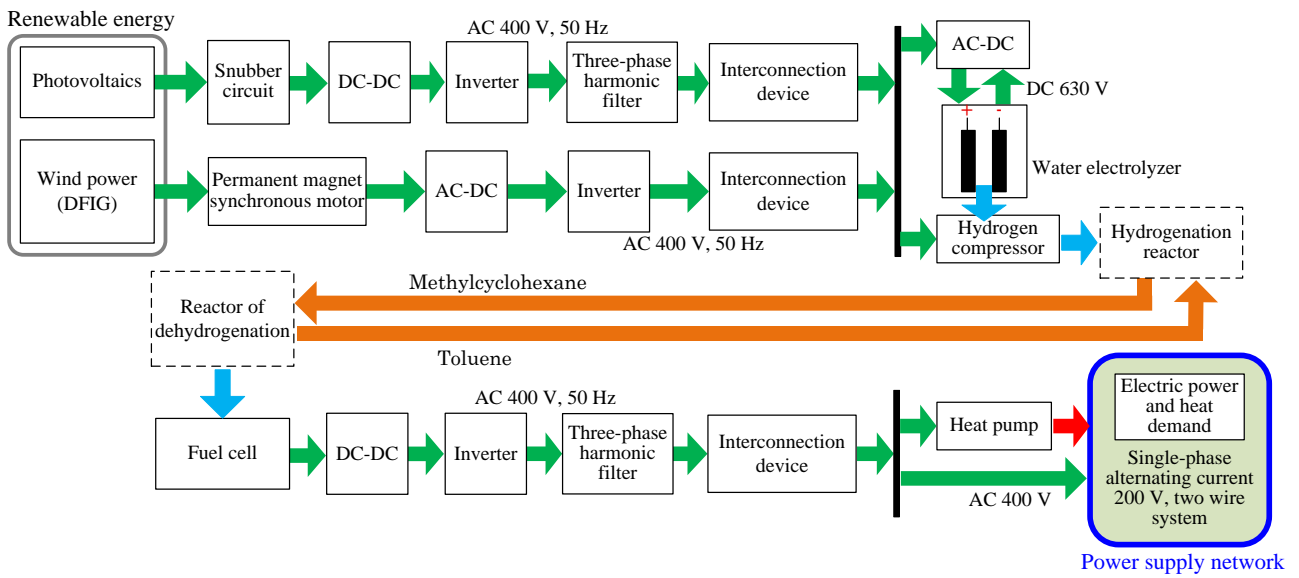 Renewable energy
AC 400 V, 50 Hz
Photovoltaics
Snubber
circuit
DC-DC
Inverter
Three-phase
harmonic
filter
Interconnection
device
AC-DC
DC 630 V
+ -
Water electrolyzer
Wind power
(DFIG)
Permanent magnet
synchronous motor
AC-DC
Inverter
Interconnection
device
AC 400 V, 50 Hz
Hydrogen
compressor
Hydrogenation
reactor
Methylcyclohexane
Reactor of
dehydrogenation
Toluene
AC 400 V, 50 Hz
Fuel cell
DC-DC
Inverter
Three-phase
harmonic
filter
Interconnection
device
Heat pump
AC 400 V
Electric power
and heat
demand
Single-phase
alternating current
200 V, two wire
system
Power supply network